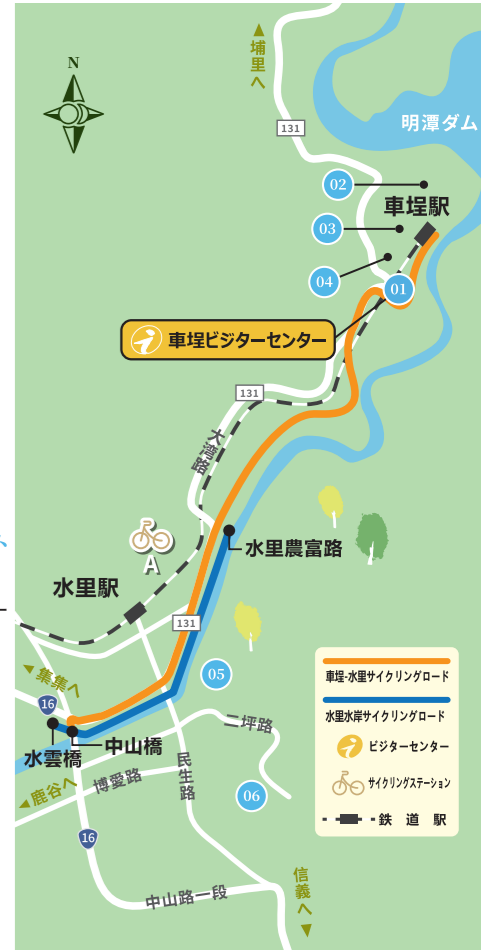 ▲埔里へ
N
131
明潭ダム
02
車埕駅
03
04
01
車埕ビジターセンター
131
大湾路
水里農富路
A
水里駅
131
◀集集へ
05
16
車埕-水里サイクリングロード
水里水岸サイクリングロード
ビジターセンター
サイクリングステーション
鉄道駅
二坪路
中山橋
水雲橋
民生路
博愛路
◀鹿谷へ
06
16
信義へ▼
中山路一段